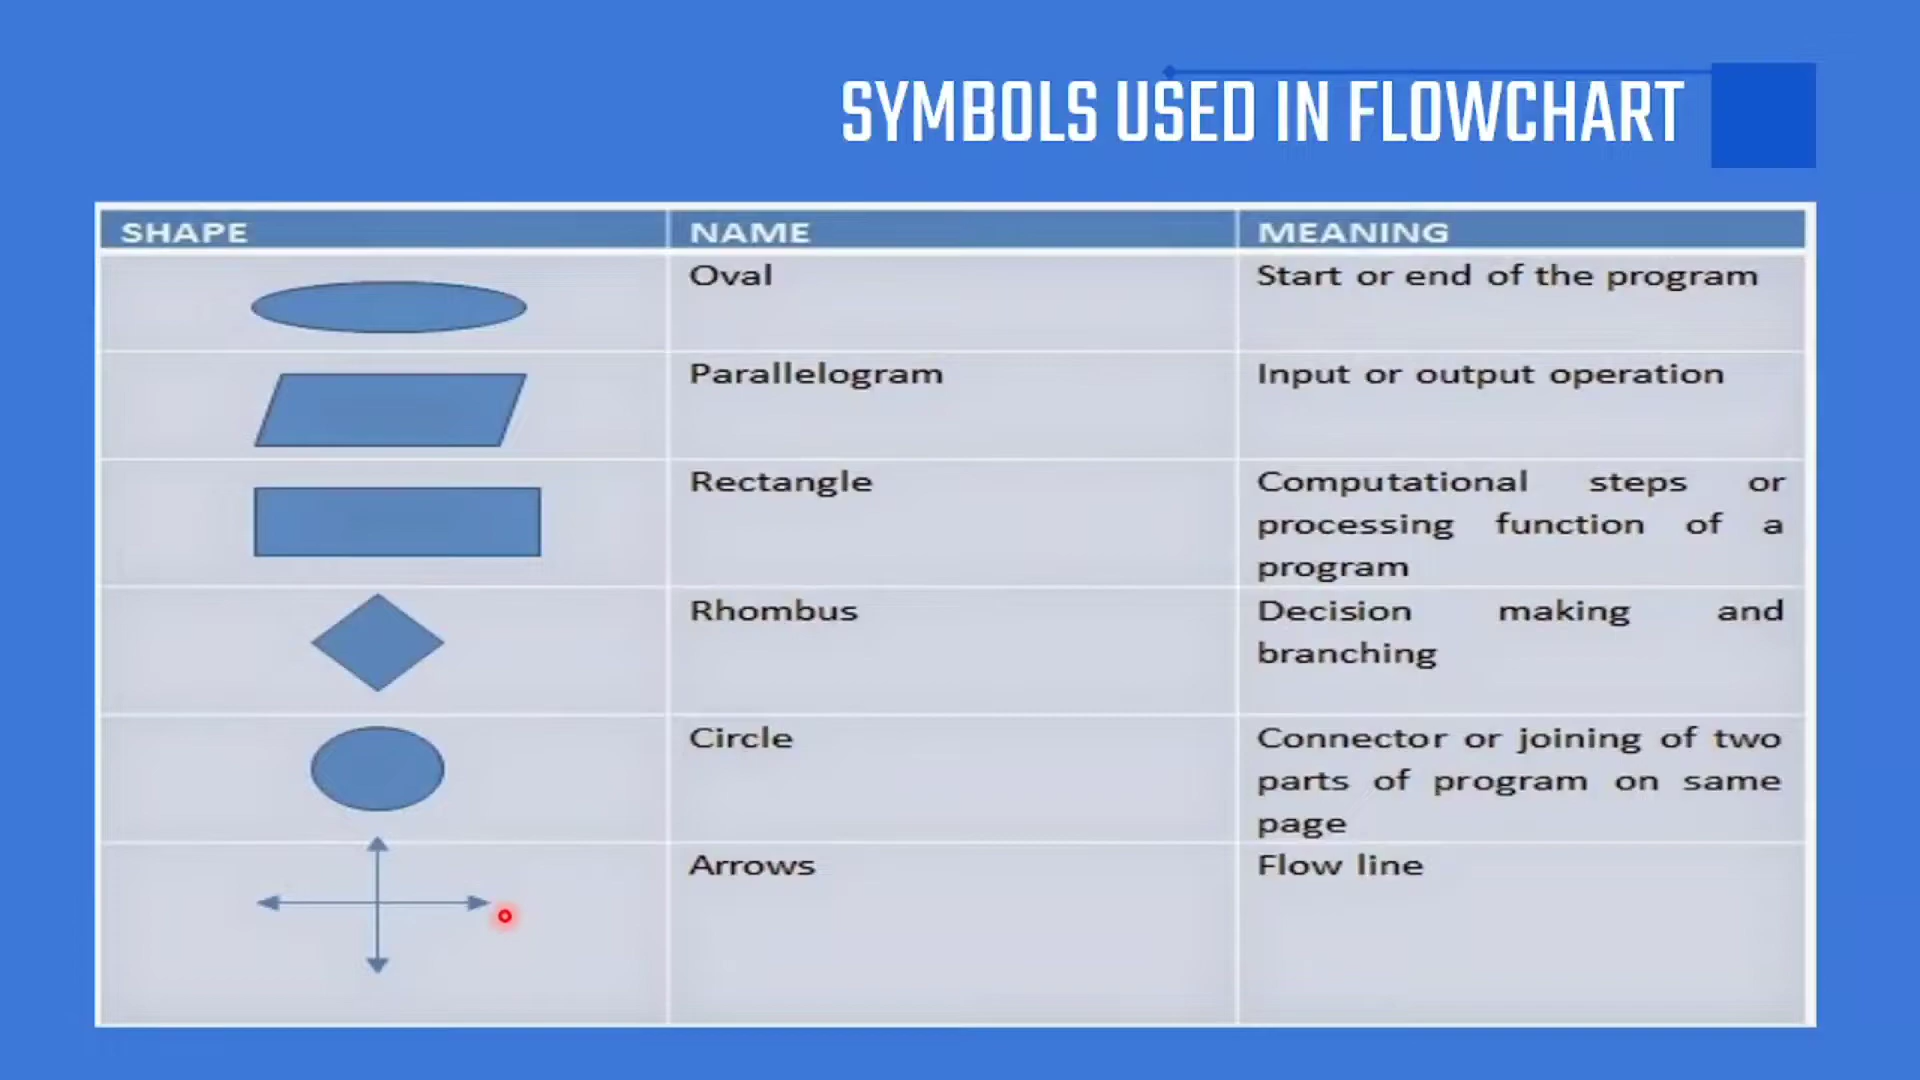 SYMBOLS USED IN FLOWCHART
SHAPE NAME MEANING
Oval Start or end of the program
Parallelogram Input or output operation
Rectangle Computational steps or
processing function of a
program
Rhombus Decision making and
branching
Circle Connector or joining of two
parts of program on same
page
Arrows Flow line